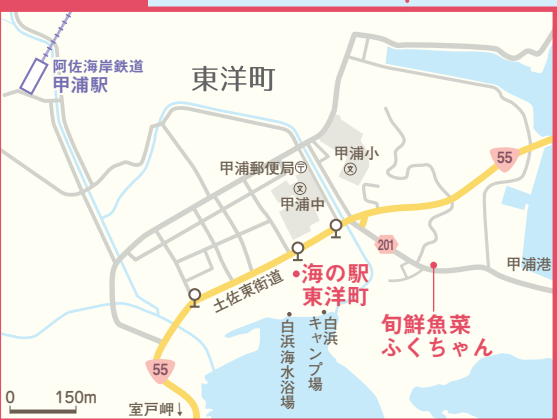 阿佐海岸鉄道
甲浦駅
東洋町
甲浦小
甲浦郵便局
甲浦中
文
文
55
201
甲浦港
海の駅
東洋町
土佐東街道
旬鮮魚菜
ふくちゃん
白浜
キャンプ場
白浜海水浴場
55
0 150m
室戸岬↓